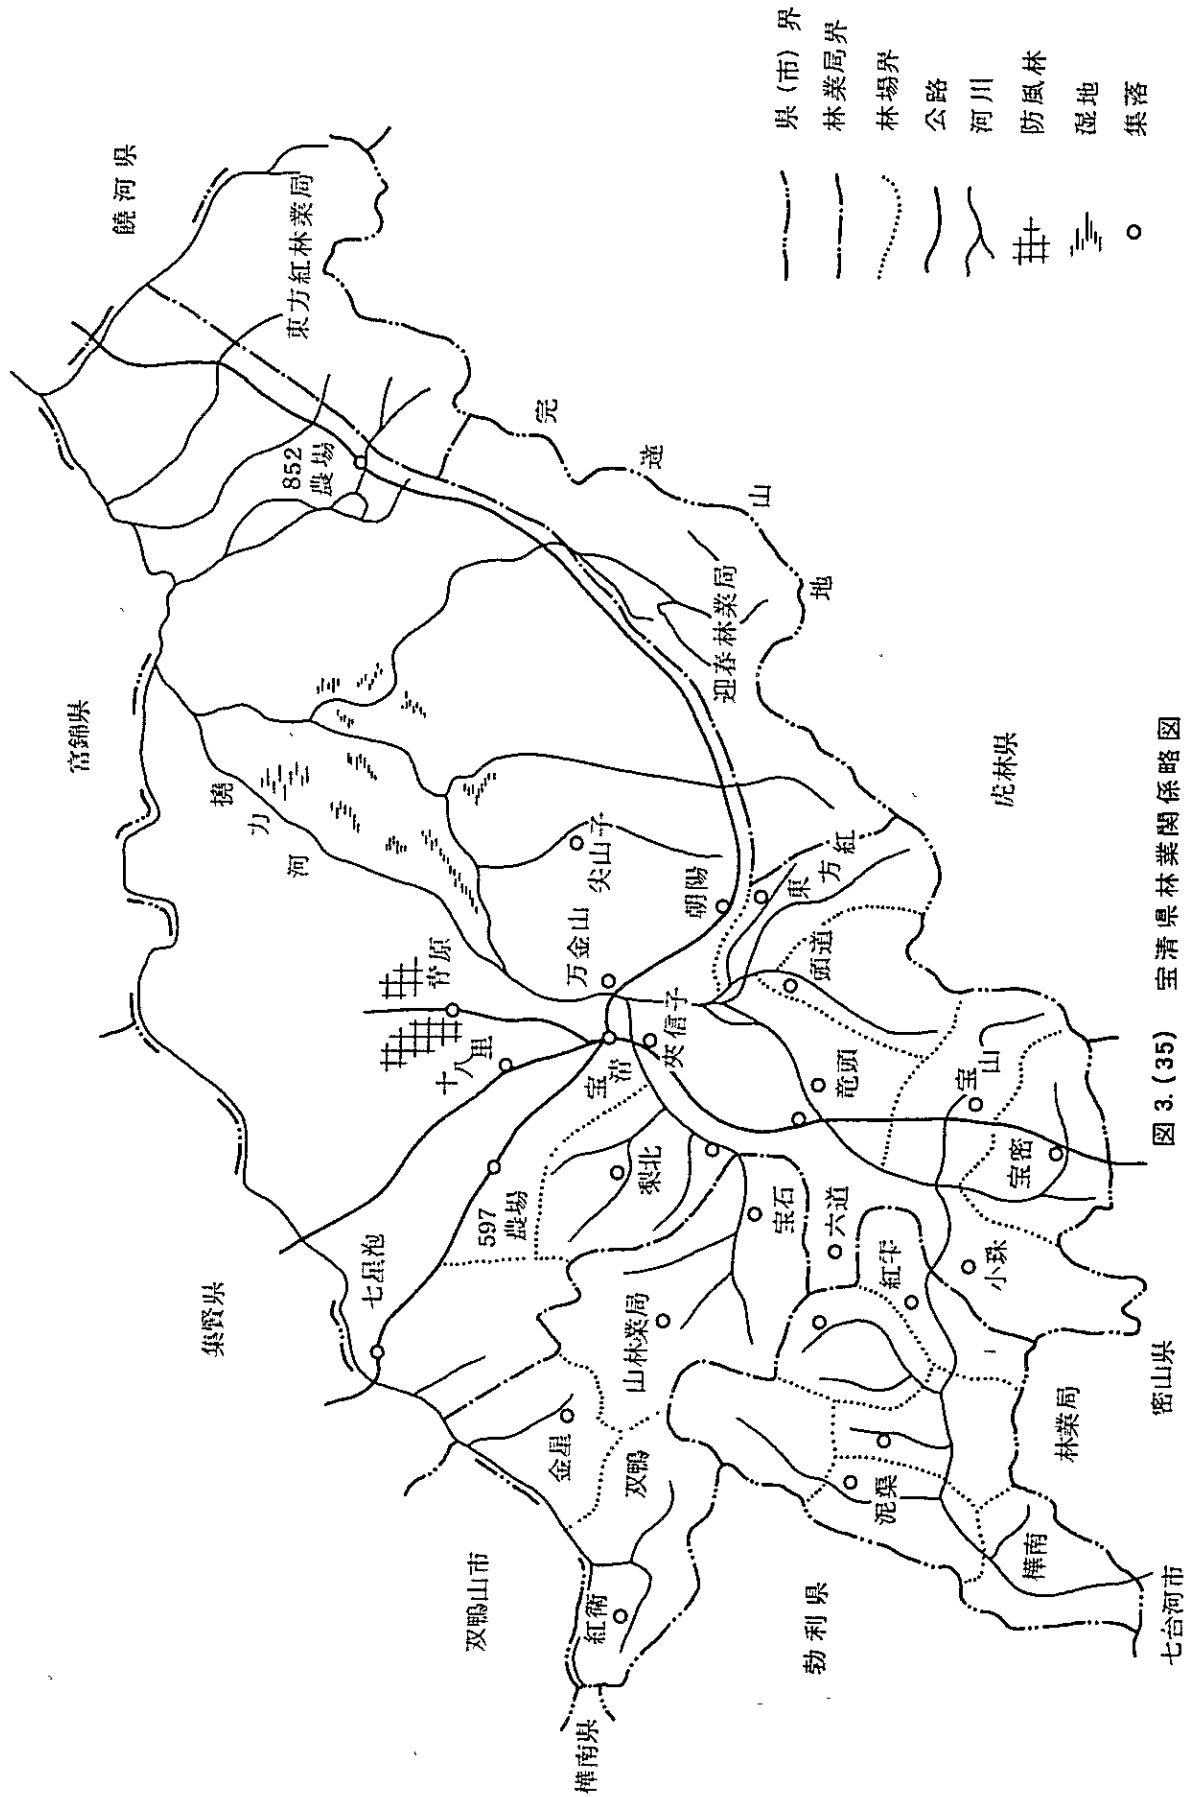 饒河県
東方紅林業局
富錦県
852
農場
完達山地
撓力河
迎春林業局
虎林県
集賢県
七星泡
597
農場
十八里
青原
万金山
尖山子
朝陽
東方紅
宝清
夾信子
頭道
竜頭
宝山
宝密
梨北
宝石
六道
小珠
双鴨山市
金星
双鴨
山林業局
紅衛
樺南県
勃利県
泥渠
樺南
林業局
密山県
七台河市
県(市)界
林業局界
林場界
公路
河川
防風林
湿地
集落
図3.(35) 宝清県林業関係略図